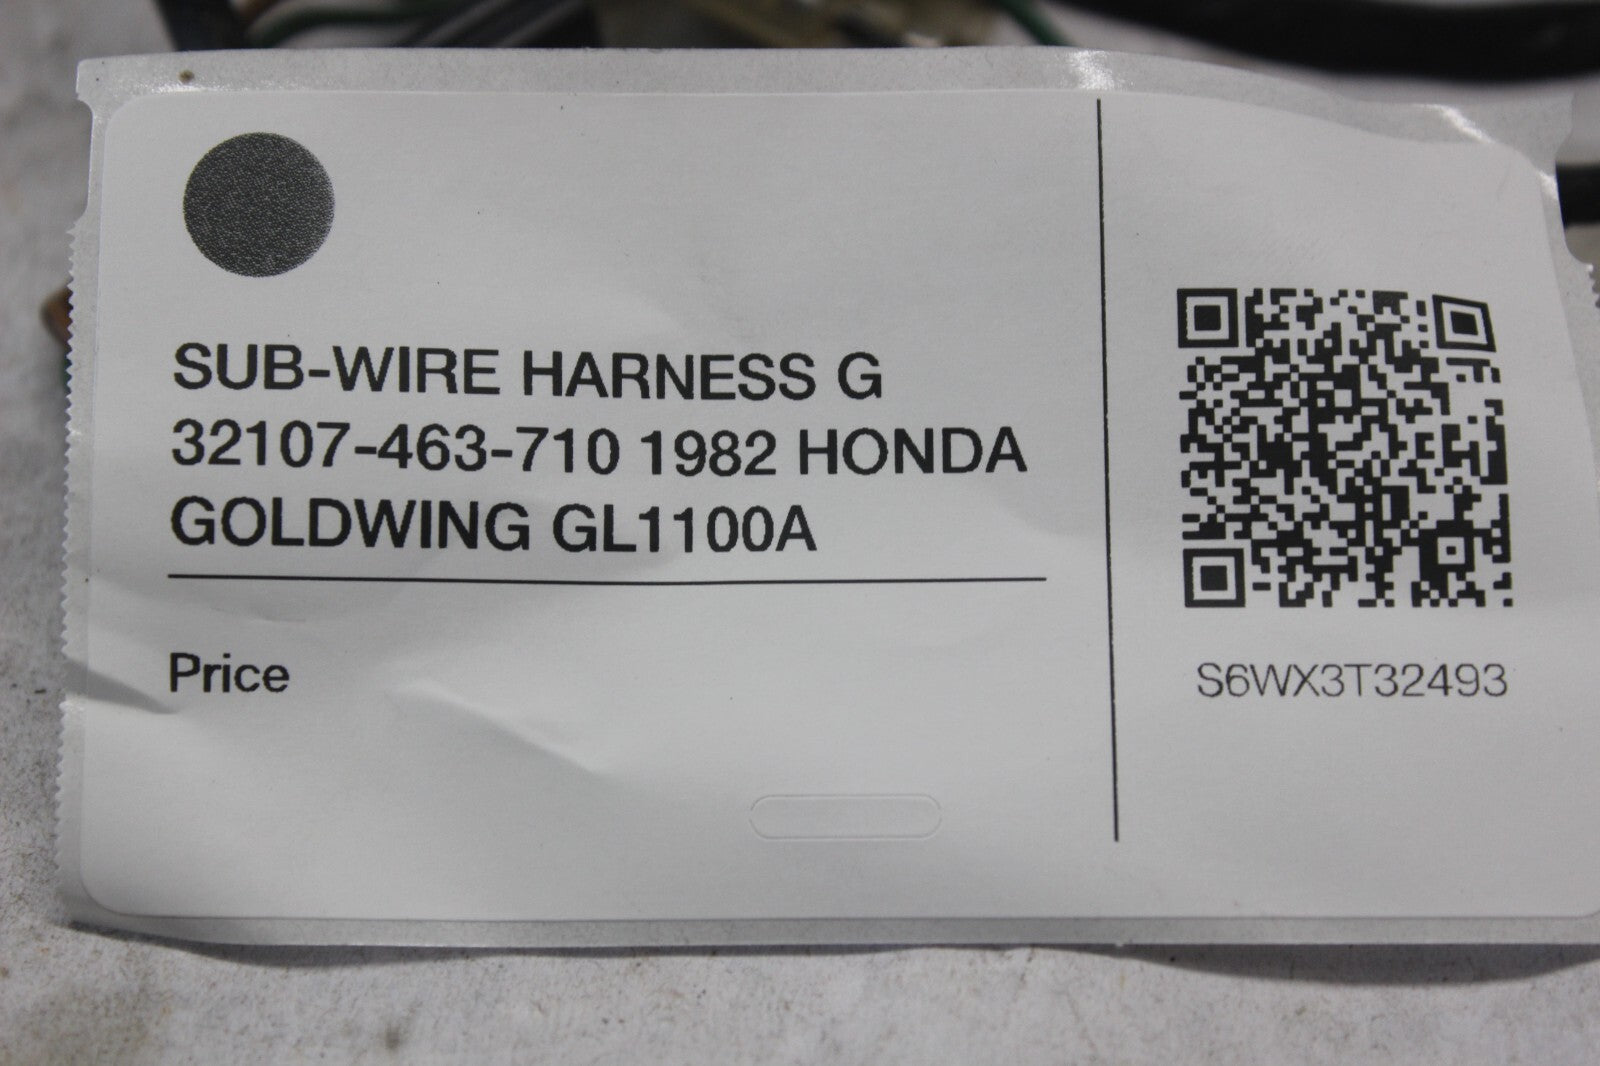 SUB-WIRE HARNESS G
32107-463-710 1982 HONDA
GOLDWING GL1100A
Price
S6WX3T32493